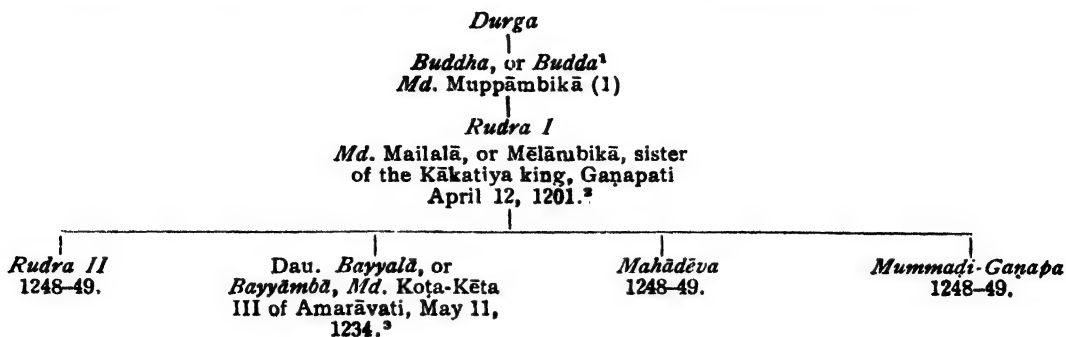 Durga
Buddha, or Budda¹
Md. Muppāmbikā (1)
Rudra I
Md. Mailalā, or Mēlāmbikā, sister
of the Kākatiya king, Gaṇapati
April 12, 1201.²
Rudra II
1248–49.
Dau. Bayyalā, or
Bayyāmbā, Md. Koṭa-Kēta
III of Amarāvati, May 11,
1234.³
Mahādēva
1248–49.
Mummaḍi-Gaṇapa
1248–49.